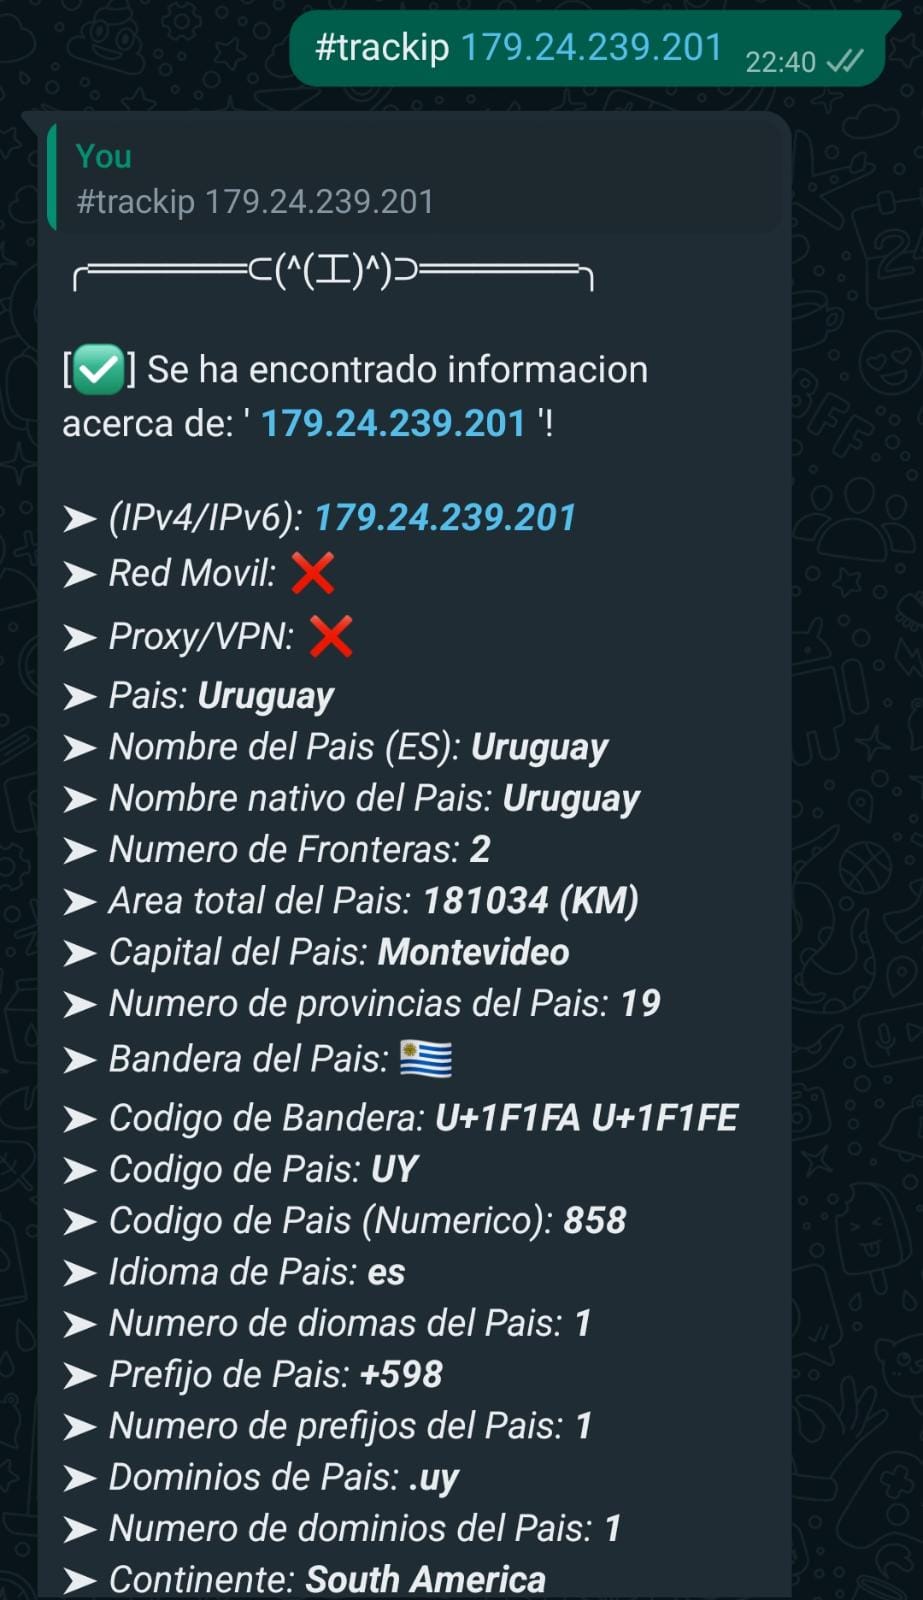 #trackip 179.24.239.201 22:40
You
#trackip 179.24.239.201
╭═══════⊂(^(工)^)⊃═══════╮
[✅] Se ha encontrado informacion
acerca de: ' 179.24.239.201 '!
➤ (IPv4/IPv6): 179.24.239.201
➤ Red Movil: ❌
➤ Proxy/VPN: ❌
➤ Pais: Uruguay
➤ Nombre del Pais (ES): Uruguay
➤ Nombre nativo del Pais: Uruguay
➤ Numero de Fronteras: 2
➤ Area total del Pais: 181034 (KM)
➤ Capital del Pais: Montevideo
➤ Numero de provincias del Pais: 19
➤ Bandera del Pais: 🇺🇾
➤ Codigo de Bandera: U+1F1FA U+1F1FE
➤ Codigo de Pais: UY
➤ Codigo de Pais (Numerico): 858
➤ Idioma de Pais: es
➤ Numero de diomas del Pais: 1
➤ Prefijo de Pais: +598
➤ Numero de prefijos del Pais: 1
➤ Dominios de Pais: .uy
➤ Numero de dominios del Pais: 1
➤ Continente: South America